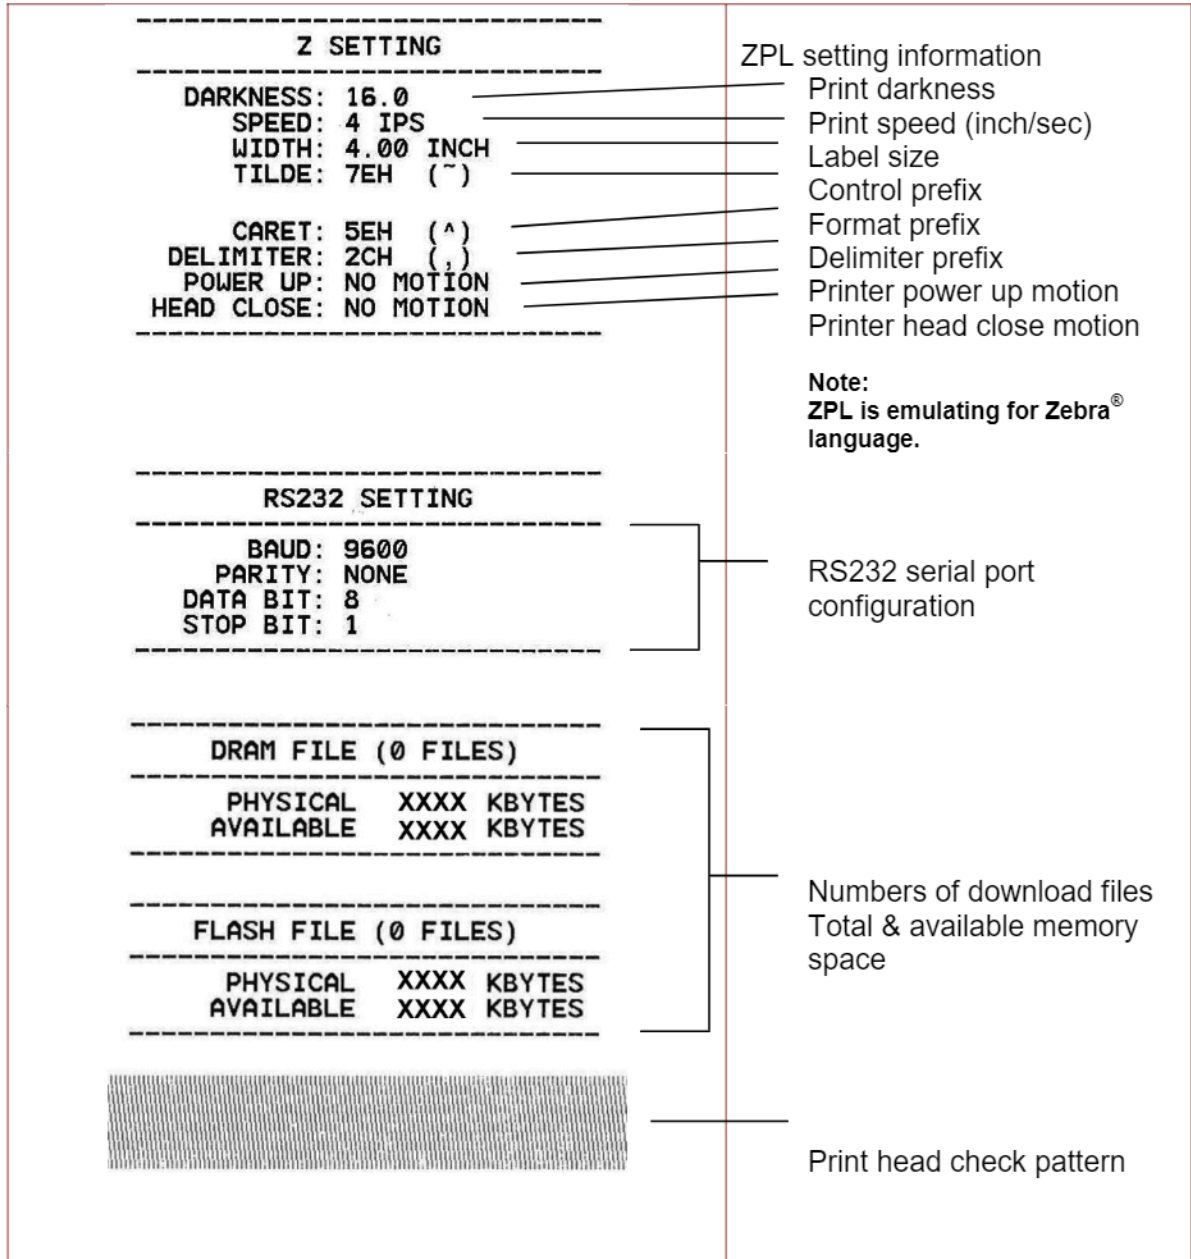 Z SETTING
DARKNESS: 16.0
SPEED: 4 IPS
WIDTH: 4.00 INCH
TILDE: 7EH (~)
CARET: 5EH (^)
DELIMITER: 2CH (,)
POWER UP: NO MOTION
HEAD CLOSE: NO MOTION
ZPL setting information
Print darkness
Print speed (inch/sec)
Label size
Control prefix
Format prefix
Delimiter prefix
Printer power up motion
Printer head close motion
Note:
ZPL is emulating for Zebra®
language.
RS232 SETTING
BAUD: 9600
PARITY: NONE
DATA BIT: 8
STOP BIT: 1
RS232 serial port
configuration
DRAM FILE (0 FILES)
PHYSICAL XXXX KBYTES
AVAILABLE XXXX KBYTES
FLASH FILE (0 FILES)
PHYSICAL XXXX KBYTES
AVAILABLE XXXX KBYTES
Numbers of download files
Total & available memory
space
Print head check pattern